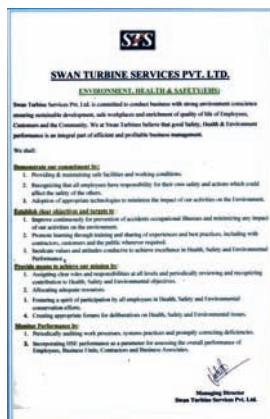 STS
SWAN TURBINE SERVICES PVT. LTD.
ENVIRONMENT, HEALTH & SAFETY(EHS)
Swan Turbine Services Pvt. Ltd. is committed to conduct business with strong environment conscience
ensuring sustainable development, safe workplaces and enrichment of quality of life of Employees,
Customers and the Community. We at Swan Turbine believe that good Safety, Health & Environment
performance is an integral part of efficient and profitable business management.
We shall:
Demonstrate our commitment by:
1. Providing & maintaining safe facilities and working conditions.
2. Recognizing that all employees have responsibility for their own safety and actions which could
affect the safety of the others.
3. Adoption of appropriate technologies to minimize the impact of our activities on the Environment.
Establish clear objectives and targets to:
1. Improve continuously for prevention of accidents occupational illnesses and minimizing any impact
of our activities on the environment.
2. Promote learning through training and sharing of experiences and best practices, including with
contractors, customers and the public wherever required.
3. Inculcate values and attitudes conducive to achieve excellence in Health, Safety and Environmental
Performance.
Provide means to achieve our mission by:
1. Assigning clear roles and responsibilities at all levels and periodically reviewing and recognizing
contribution to Health, Safety and Environmental objectives.
2. Allocating adequate resources.
3. Fostering a spirit of participation by all employees in Health, Safety and Environmental
conservation efforts.
4. Creating appropriate forums for deliberations on Health, Safety and Environmental issues.
Monitor Performance by:
1. Periodically auditing work processes, systems practices and promptly correcting deficiencies.
2. Incorporating HSE performance as a parameter for assessing the overall performance of
Employees, Business Units, Contractors and Business Associates.
Managing Director
Swan Turbine Services Pvt. Ltd.